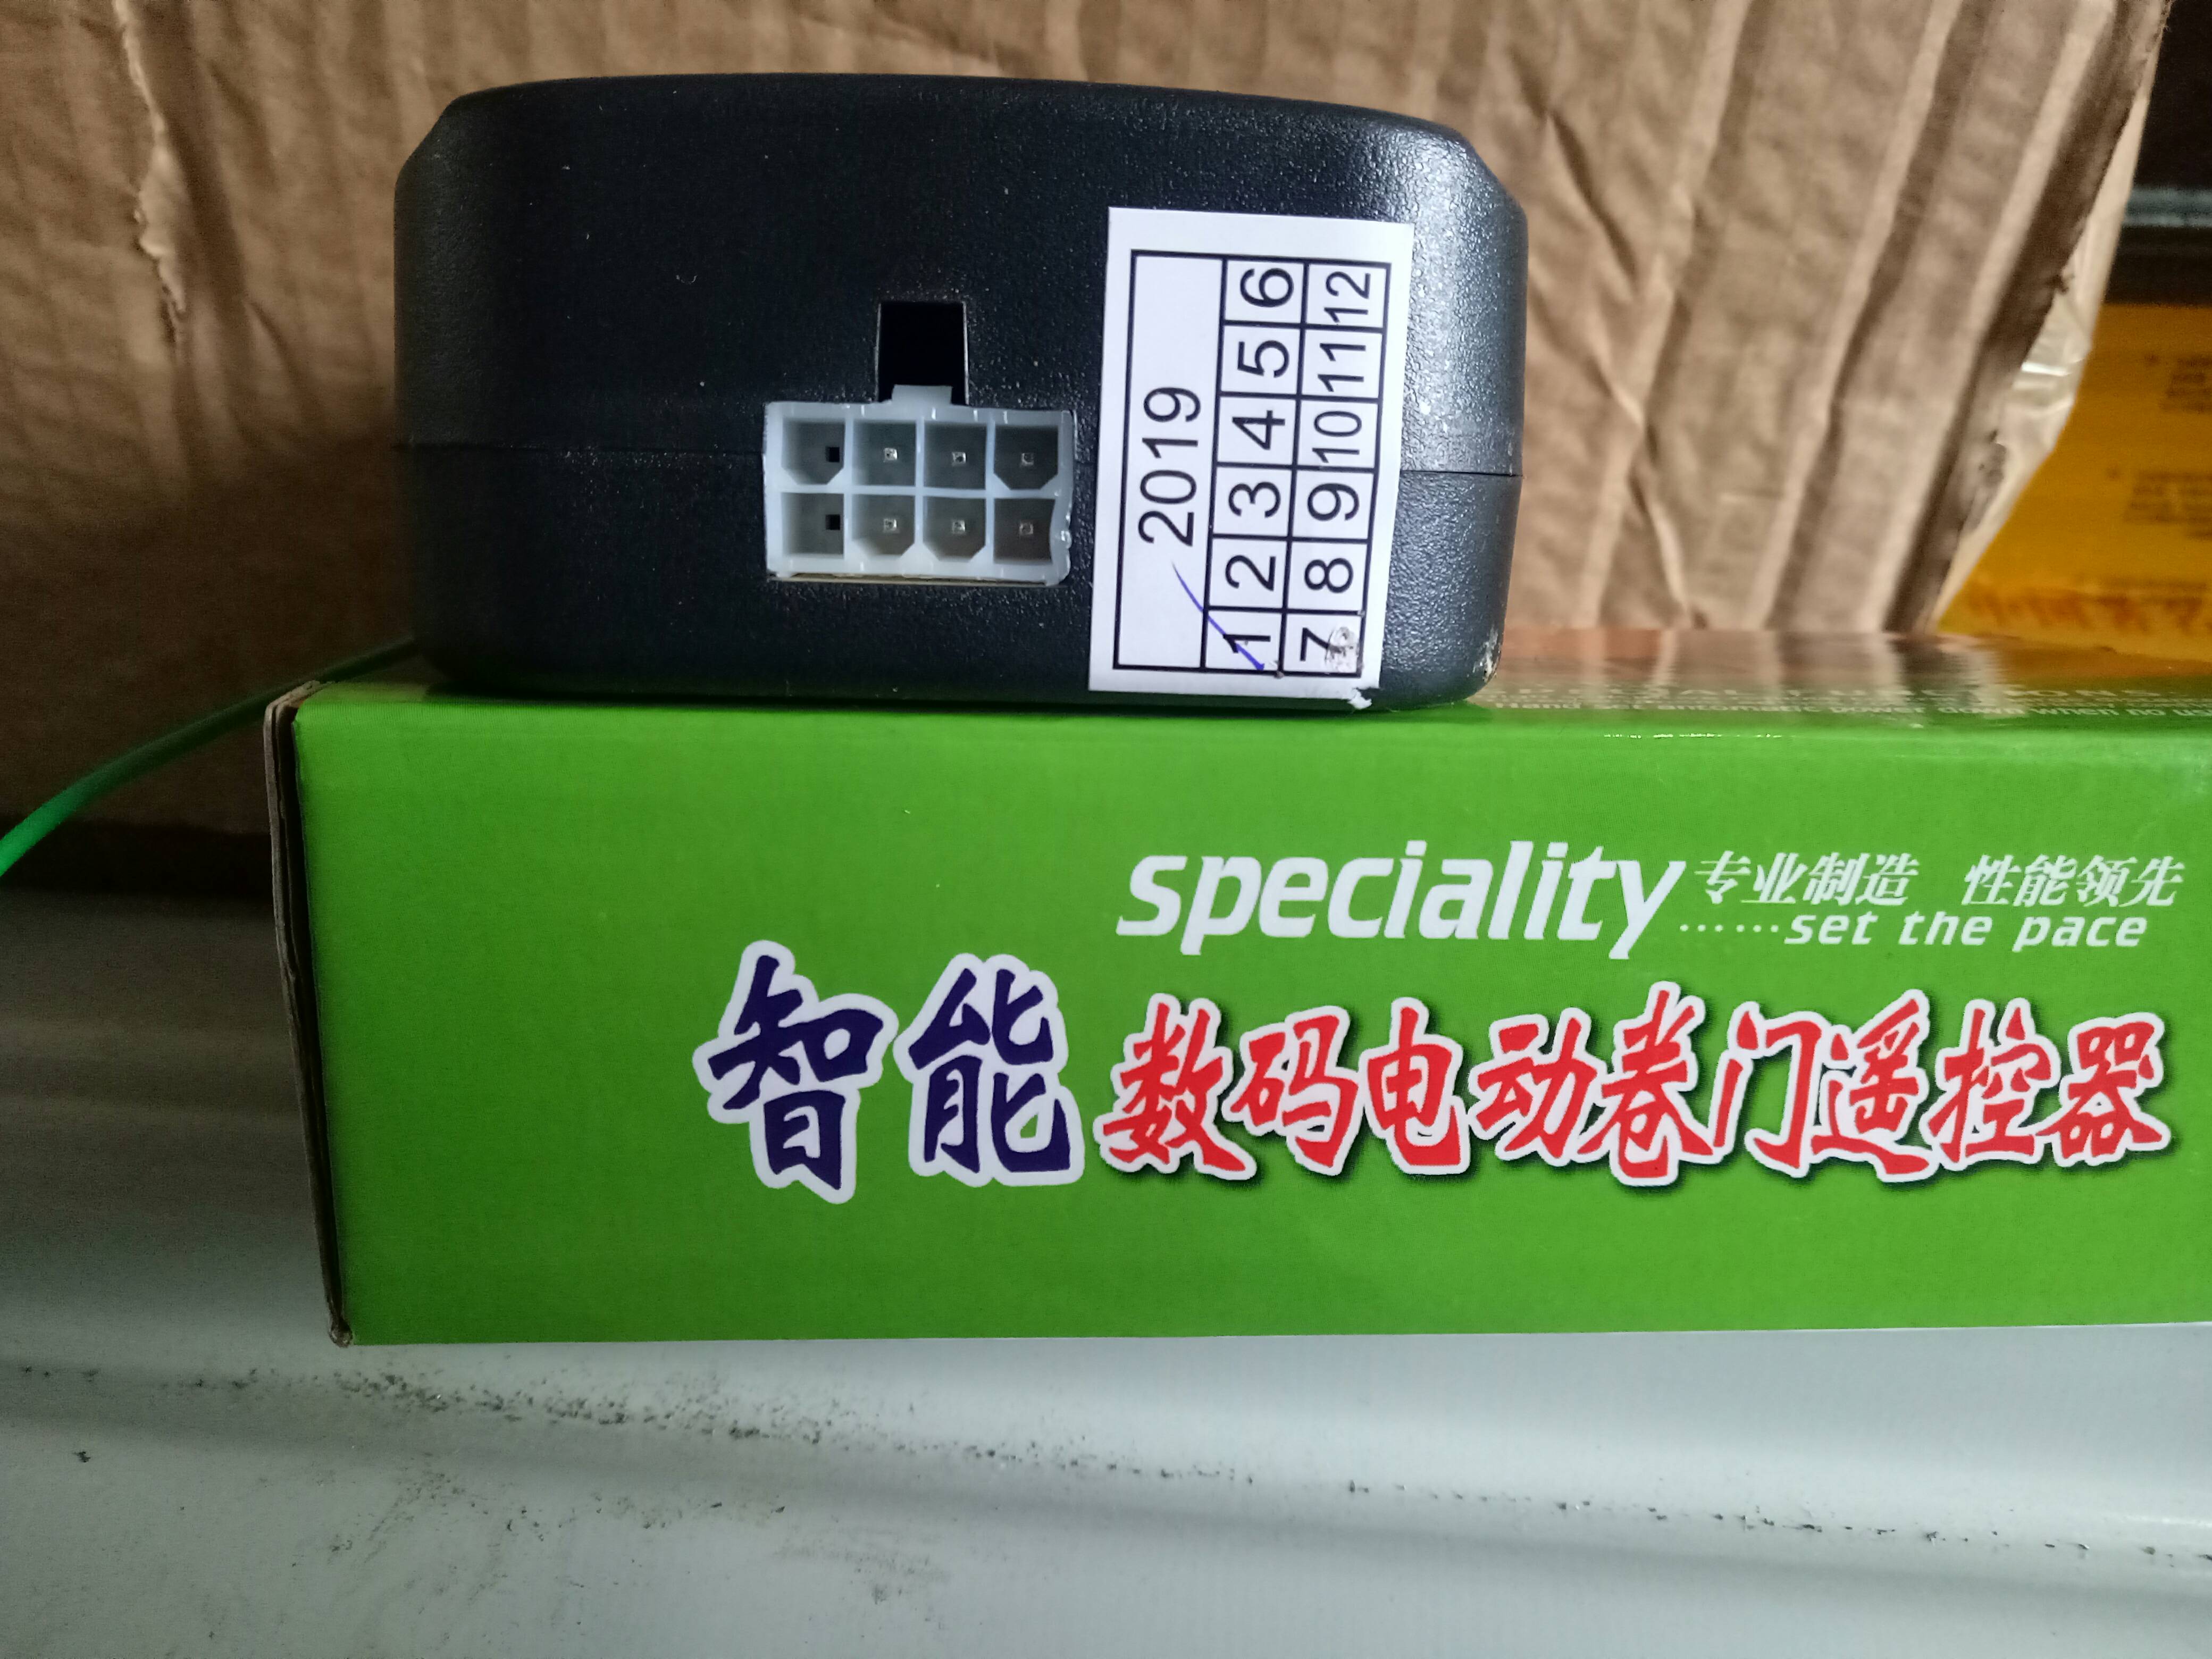 2019
1 2 3 4 5 6
7 8 9 10 11 12
speciality 专业制造 性能领先
......set the pace
智能 数码电动卷门遥控器